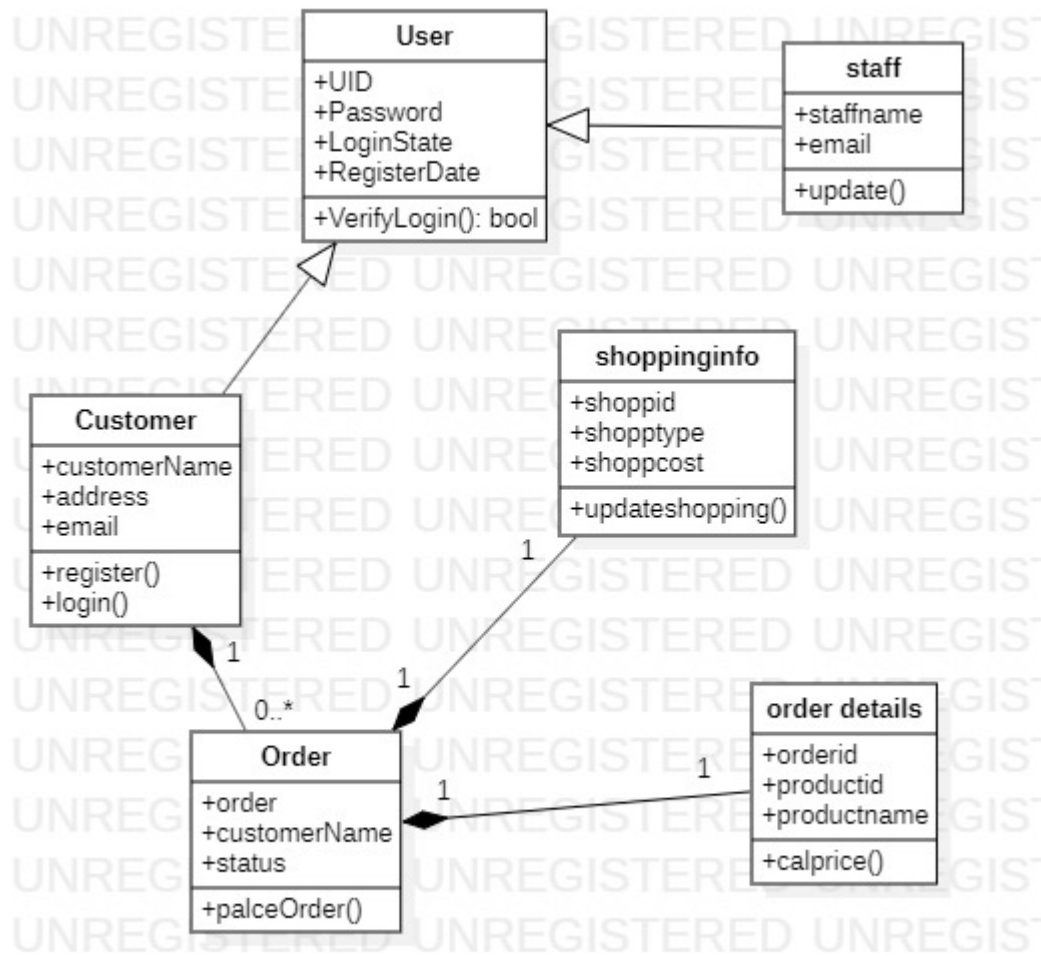 User
+UID
+Password
+LoginState
+RegisterDate
+VerifyLogin(): bool
staff
+staffname
+email
+update()
shoppinginfo
+shoppid
+shopptype
+shoppcost
+updateshopping()
Customer
+customerName
+address
+email
+register()
+login()
1
1
1
0..*
Order
+order
+customerName
+status
+palceOrder()
1
1
order details
+orderid
+productid
+productname
+calprice()
UNREGISTERED UNREGISTERED